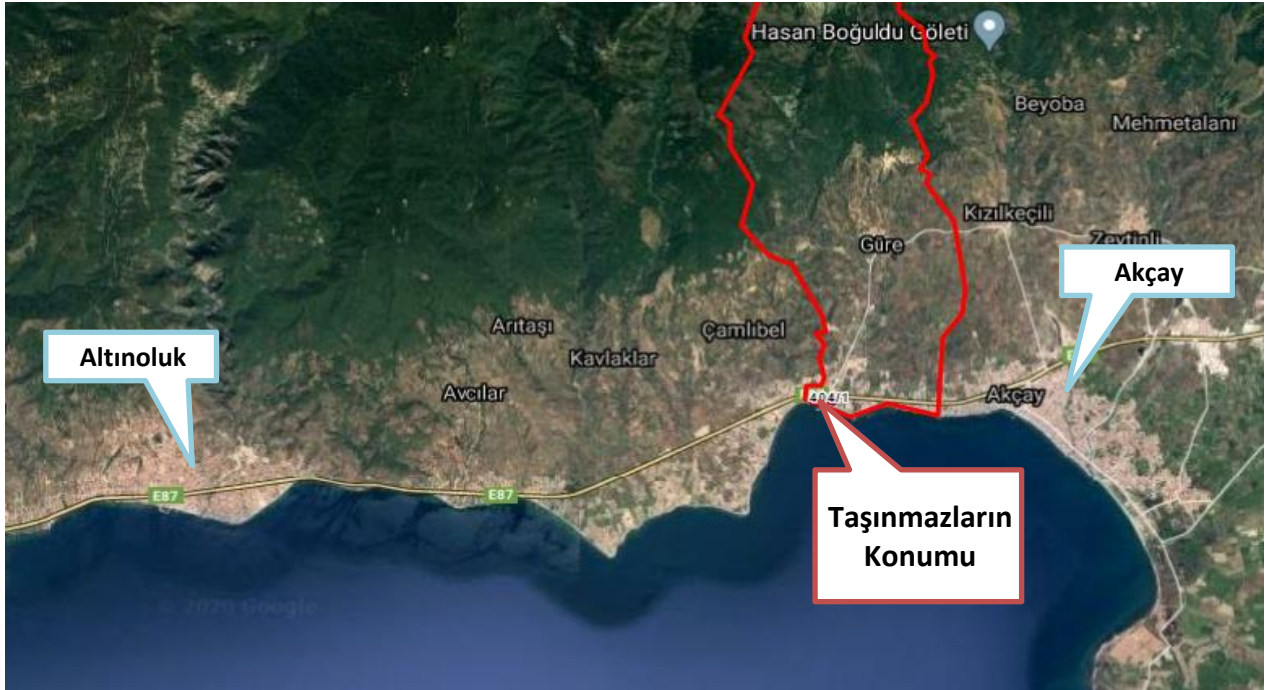 Hasan Boğuldu Göleti
Beyoba
Mehmetalanı
Kızılkeçili
Zeytinli
Güre
Akçay
Arıtaşı
Çamlıbel
Kavlaklar
Altınoluk
Avcılar
Akçay
E87
E87
Taşınmazların
Konumu
© 2020 Google